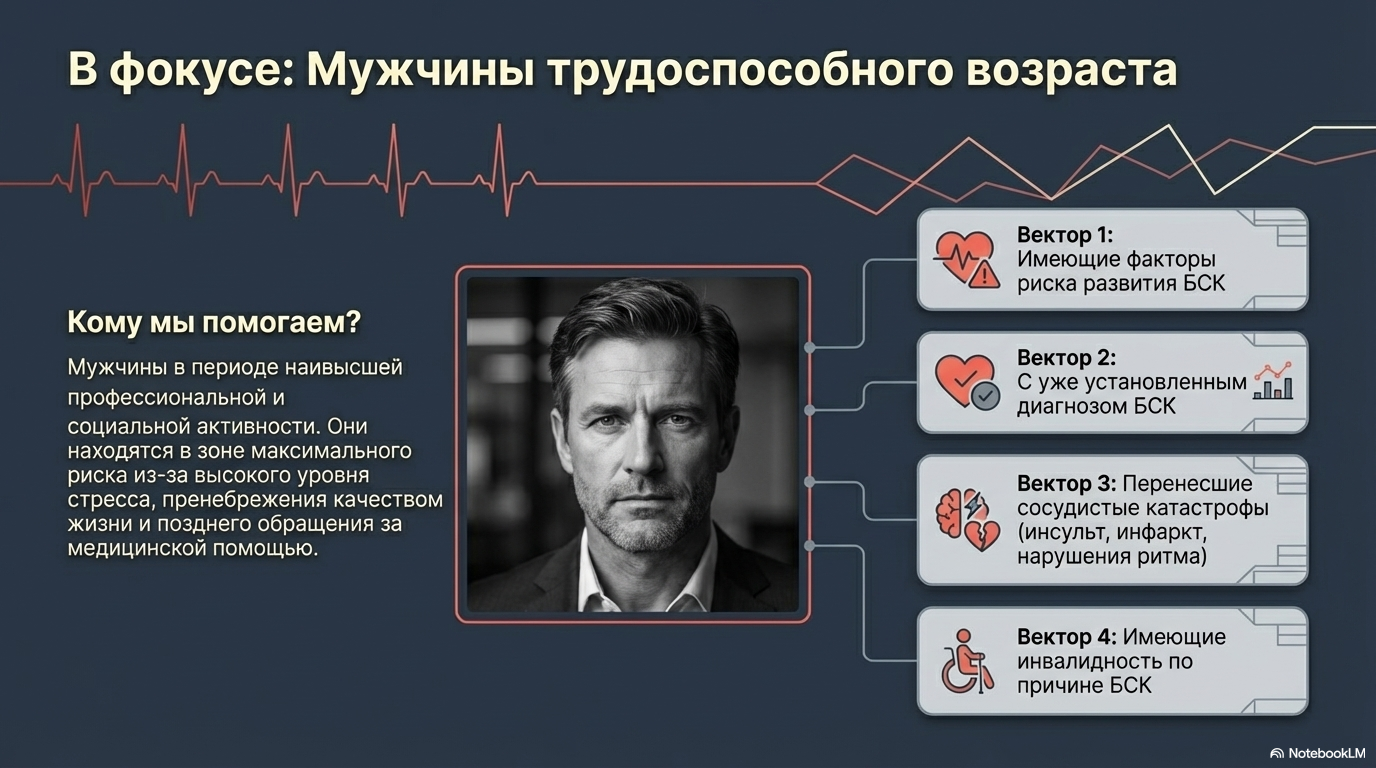 В фокусе: Мужчины трудоспособного возраста
Кому мы помогаем?
Мужчины в периоде наивысшей
профессиональной и
социальной активности. Они
находятся в зоне максимального
риска из-за высокого уровня
стресса, пренебрежения качеством
жизни и позднего обращения за
медицинской помощью.
Вектор 1:
Имеющие факторы
риска развития БСК
Вектор 2:
С уже установленным
диагнозом БСК
Вектор 3: Перенесшие
сосудистые катастрофы
(инсульт, инфаркт,
нарушения ритма)
Вектор 4: Имеющие
инвалидность по
причине БСК
NotebookLM